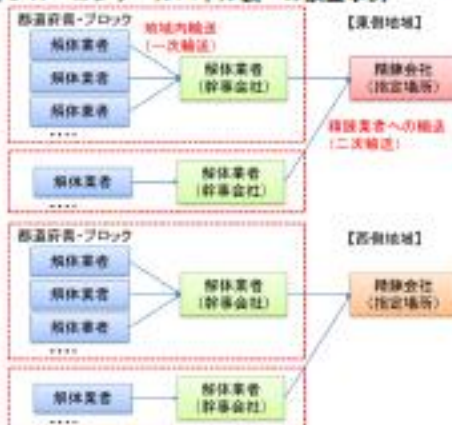 都道府県・ブロック
地域内輸送
(一次輸送)
【東側地域】
解体業者
解体業者
解体業者
・・・・
解体業者
(幹事会社)
精錬会社
(指定場所)
精錬業者への輸送
(二次輸送)
解体業者
・・・・
解体業者
(幹事会社)
都道府県・ブロック
【西側地域】
解体業者
解体業者
解体業者
・・・・
解体業者
(幹事会社)
精錬会社
(指定場所)
解体業者
・・・・
解体業者
(幹事会社)